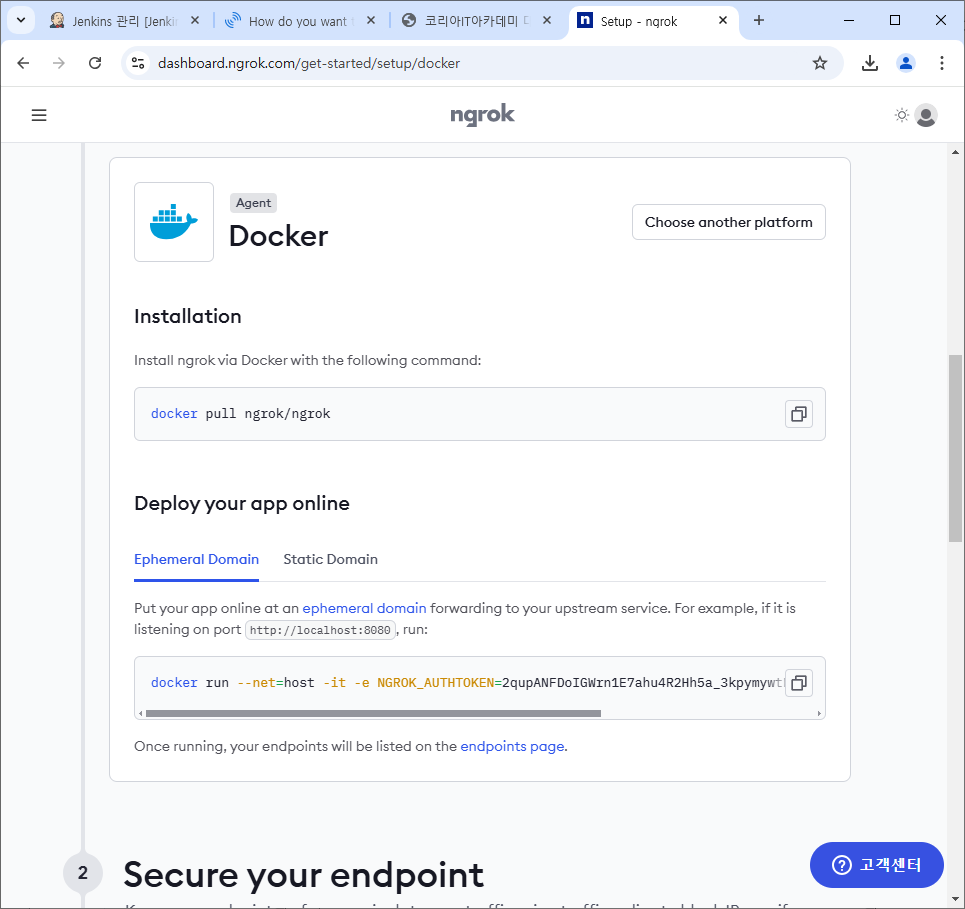 Jenkins 관리 [Jenkin
How do you want t
코리아IT아카데미
Setup - ngrok
dashboard.ngrok.com/get-started/setup/docker
ngrok
Agent
Docker
Choose another platform
Installation
Install ngrok via Docker with the following command:
docker pull ngrok/ngrok
Deploy your app online
Ephemeral Domain
Static Domain
Put your app online at an ephemeral domain forwarding to your upstream service. For example, if it is
listening on port http://localhost:8080, run:
docker run --net=host -it -e NGROK_AUTHTOKEN=2qupANFDoIGWrn1E7ahu4R2Hh5a_3kpymywt
Once running, your endpoints will be listed on the endpoints page.
2
Secure your endpoint
고객센터